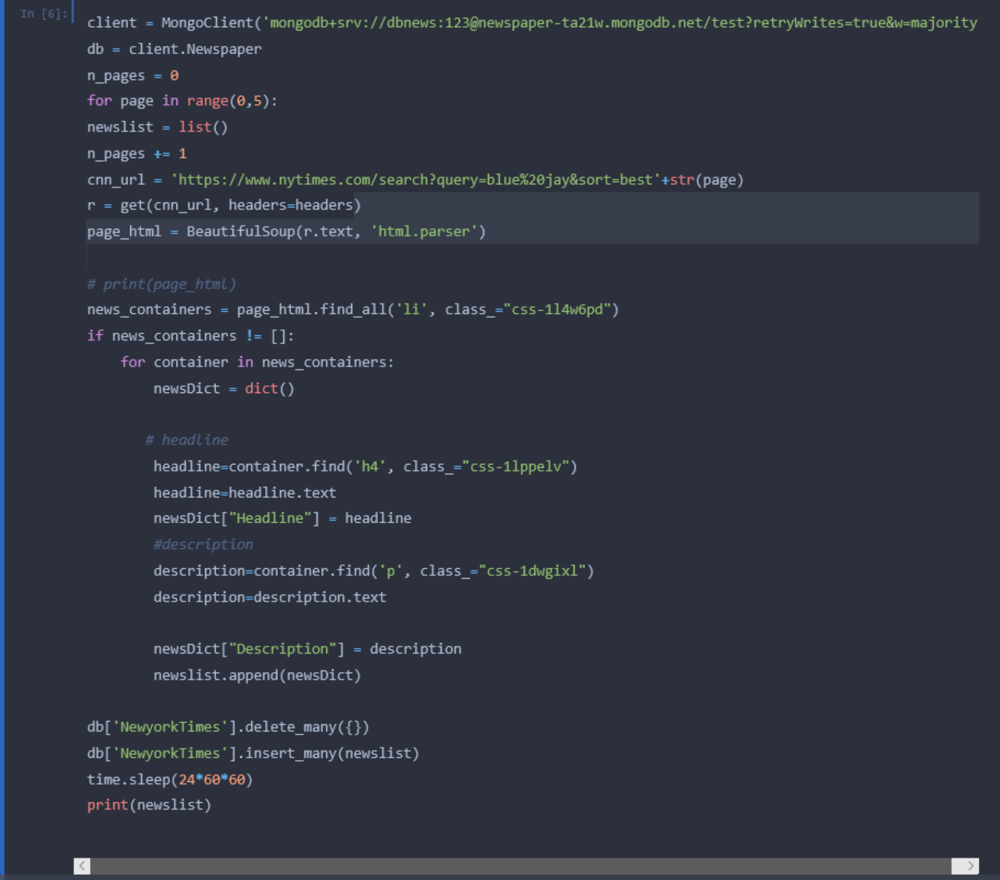 In [6]:
client = MongoClient('mongodb+srv://dbnews:123@newspaper-ta21w.mongodb.net/test?retryWrites=true&w=majority
db = client.Newspaper
n_pages = 0
for page in range(0,5):
newslist = list()
n_pages += 1
cnn_url = 'https://www.nytimes.com/search?query=blue%20jay&sort=best'+str(page)
r = get(cnn_url, headers=headers)
page_html = BeautifulSoup(r.text, 'html.parser')
# print(page_html)
news_containers = page_html.find_all('li', class_="css-1l4w6pd")
if news_containers != []:
for container in news_containers:
newsDict = dict()
# headline
headline=container.find('h4', class_="css-1lppelv")
headline=headline.text
newsDict["Headline"] = headline
#description
description=container.find('p', class_="css-1dwgixl")
description=description.text
newsDict["Description"] = description
newslist.append(newsDict)
db['NewyorkTimes'].delete_many({})
db['NewyorkTimes'].insert_many(newslist)
time.sleep(24*60*60)
print(newslist)